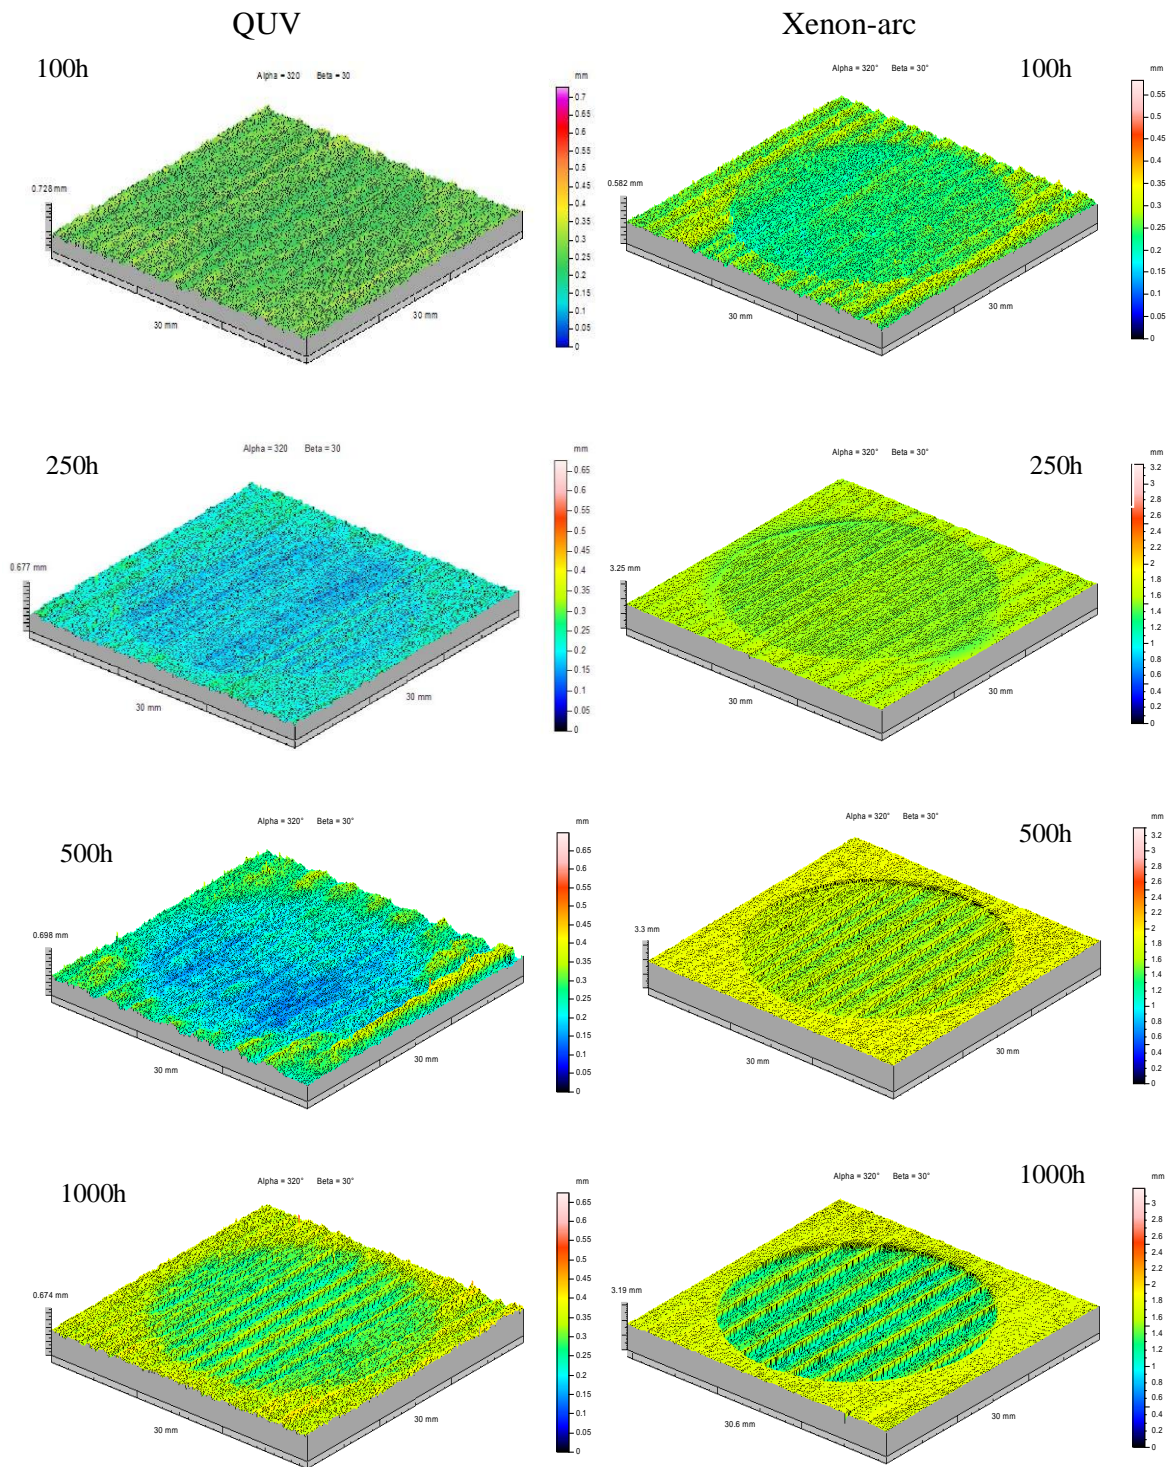 QUV
Xenon-arc
100h
Alpha = 320 Beta = 30
mm
0.7
0.65
0.6
0.55
0.5
0.45
0.4
0.35
0.3
0.25
0.2
0.15
0.1
0.05
0
0.728 mm
30 mm
30 mm
100h
Alpha = 320° Beta = 30°
mm
0.55
0.5
0.45
0.4
0.35
0.3
0.25
0.2
0.15
0.1
0.05
0
0.582 mm
30 mm
30 mm
250h
Alpha = 320 Beta = 30
mm
0.65
0.6
0.55
0.5
0.45
0.4
0.35
0.3
0.25
0.2
0.15
0.1
0.05
0
0.677 mm
30 mm
30 mm
250h
Alpha = 320° Beta = 30°
mm
3.2
3
2.8
2.6
2.4
2.2
2
1.8
1.6
1.4
1.2
1
0.8
0.6
0.4
0.2
0
3.25 mm
30 mm
30 mm
500h
Alpha = 320° Beta = 30°
mm
0.65
0.6
0.55
0.5
0.45
0.4
0.35
0.3
0.25
0.2
0.15
0.1
0.05
0
0.698 mm
30 mm
30 mm
500h
Alpha = 320° Beta = 30°
mm
3.2
3
2.8
2.6
2.4
2.2
2
1.8
1.6
1.4
1.2
1
0.8
0.6
0.4
0.2
0
3.3 mm
30 mm
30 mm
1000h
Alpha = 320° Beta = 30°
mm
0.65
0.6
0.55
0.5
0.45
0.4
0.35
0.3
0.25
0.2
0.15
0.1
0.05
0
0.674 mm
30 mm
30 mm
1000h
Alpha = 320° Beta = 30°
mm
3
2.8
2.6
2.4
2.2
2
1.8
1.6
1.4
1.2
1
0.8
0.6
0.4
0.2
0
3.19 mm
30.6 mm
30 mm